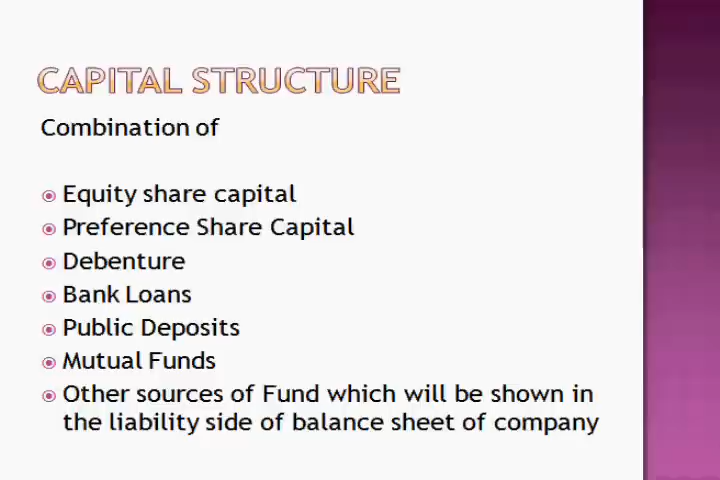 CAPITAL STRUCTURE
Combination of
Equity share capital
Preference Share Capital
Debenture
Bank Loans
Public Deposits
Mutual Funds
Other sources of Fund which will be shown in
the liability side of balance sheet of company